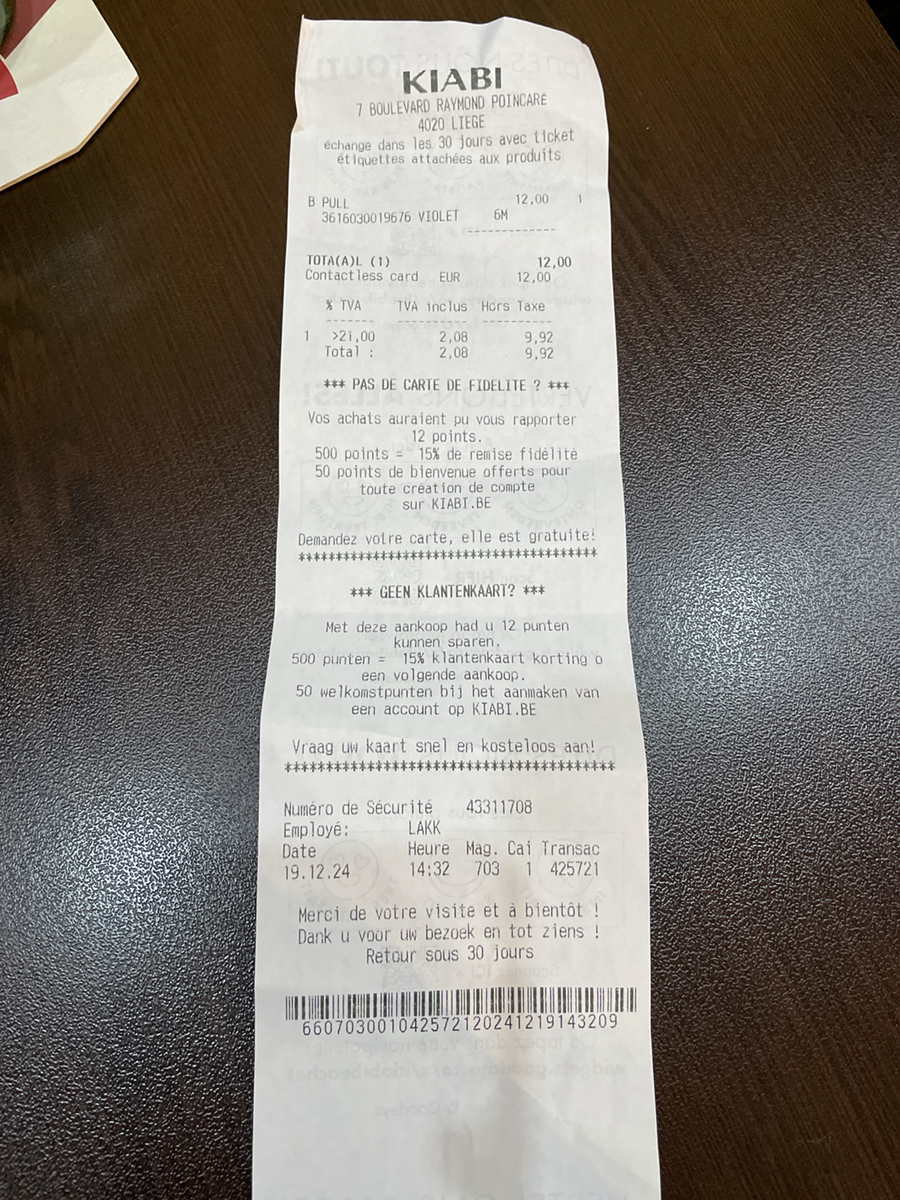 KIABI
7 BOULEVARD RAYMOND POINCARE
4020 LIEGE
échange dans les 30 jours avec ticket
étiquettes attachées aux produits
B PULL 12,00 1
3616030019676 VIOLET 6M
-------------
TOTA(A)L (1) 12,00
Contactless card EUR 12,00
% TVA TVA inclus Hors Taxe
------- ---------- ----------
1 >21,00 2,08 9,92
Total : 2,08 9,92
*** PAS DE CARTE DE FIDELITE ? ***
Vos achats auraient pu vous rapporter
12 points.
500 points = 15% de remise fidélité
50 points de bienvenue offerts pour
toute création de compte
sur KIABI.BE
Demandez votre carte, elle est gratuite!
****************************************
*** GEEN KLANTENKAART? ***
Met deze aankoop had u 12 punten
kunnen sparen.
500 punten = 15% klantenkaart korting o
een volgende aankoop.
50 welkomstpunten bij het aanmaken van
een account op KIABI.BE
Vraag uw kaart snel en kosteloos aan!
****************************************
Numéro de Sécurité 43311708
Employé: LAKK
Date Heure Mag. Cai Transac
19.12.24 14:32 703 1 425721
Merci de votre visite et à bientôt !
Dank u voor uw bezoek en tot ziens !
Retour sous 30 jours
66070300104257212024121914​3209